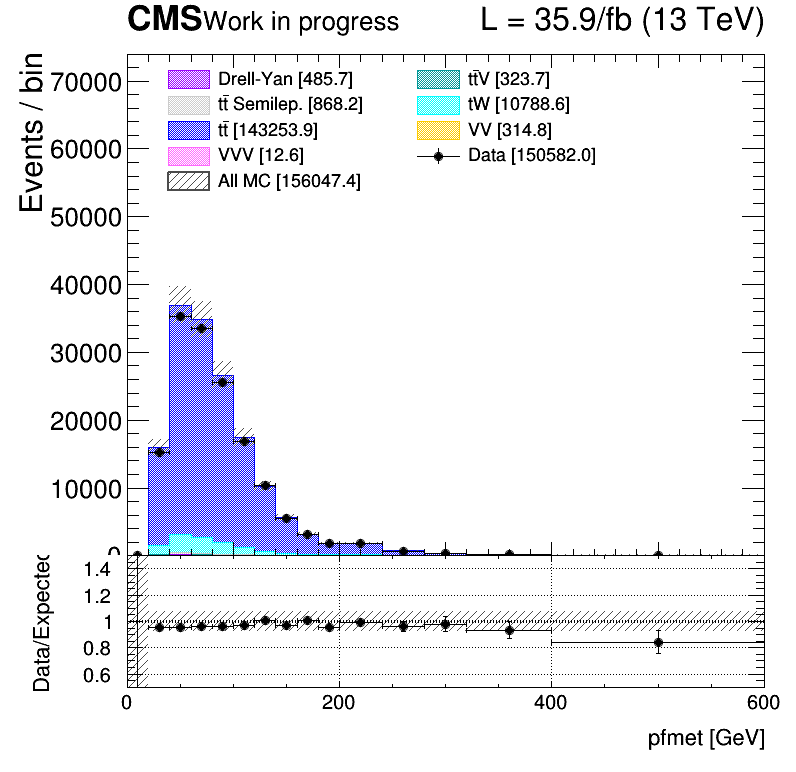 CMS Work in progress L = 35.9/fb (13 TeV)
Events / bin
70000
60000
50000
40000
30000
20000
10000
0
Drell-Yan [485.7]
tt̄ Semilep. [868.2]
tt̄ [143253.9]
VVV [12.6]
All MC [156047.4]
tt̄V [323.7]
tW [10788.6]
VV [314.8]
Data [150582.0]
Data/Expected
1.4
1.2
1
0.8
0.6
0 200 400 600
pfmet [GeV]